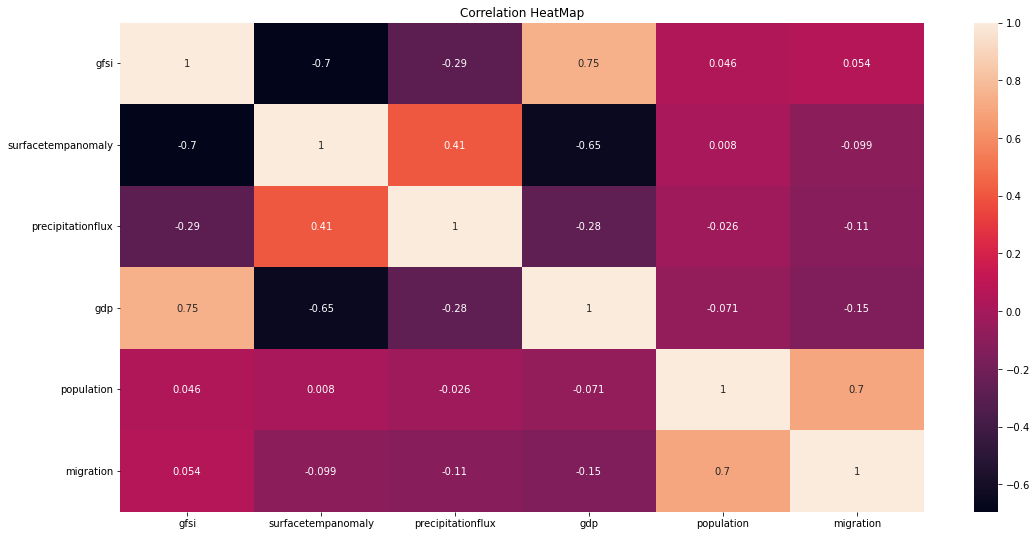 Correlation HeatMap
gfsi 1 -0.7 -0.29 0.75 0.046 0.054
surfacetempanomaly -0.7 1 0.41 -0.65 0.008 -0.099
precipitationflux -0.29 0.41 1 -0.28 -0.026 -0.11
gdp 0.75 -0.65 -0.28 1 -0.071 -0.15
population 0.046 0.008 -0.026 -0.071 1 0.7
migration 0.054 -0.099 -0.11 -0.15 0.7 1
gfsi surfacetempanomaly precipitationflux gdp population migration
1.0
0.8
0.6
0.4
0.2
0.0
−0.2
−0.4
−0.6